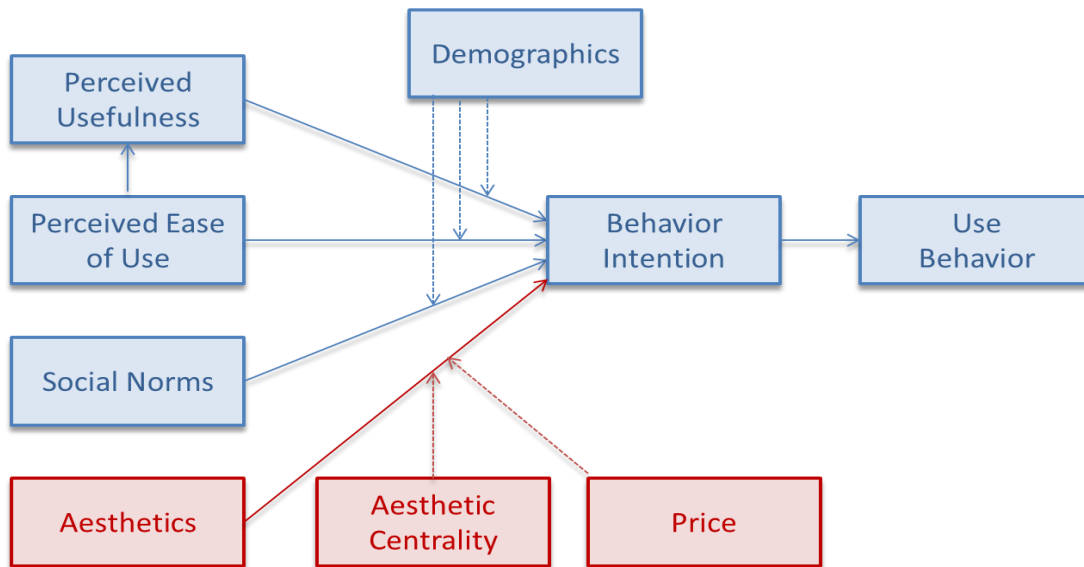 Demographics
Perceived
Usefulness
Perceived Ease
of Use
Behavior
Intention
Use
Behavior
Social Norms
Aesthetics
Aesthetic
Centrality
Price